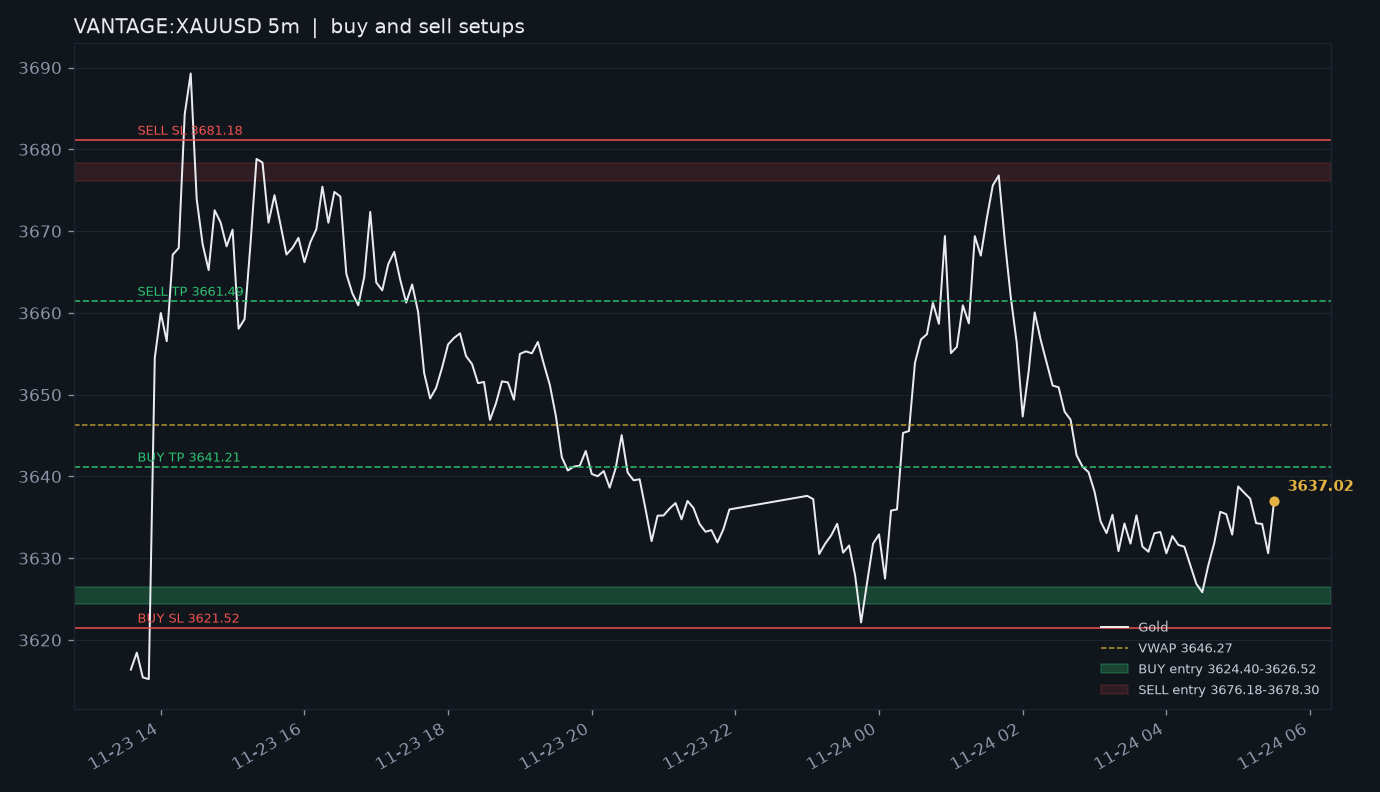 VANTAGE:XAUUSD 5m | buy and sell setups
3690
3680
3670
3660
3650
3640
3630
3620
SELL SL 3681.18
SELL TP 3661.49
BUY TP 3641.21
BUY SL 3621.52
3637.02
Gold
VWAP 3646.27
BUY entry 3624.40-3626.52
SELL entry 3676.18-3678.30
11-23 14
11-23 16
11-23 18
11-23 20
11-23 22
11-24 00
11-24 02
11-24 04
11-24 06